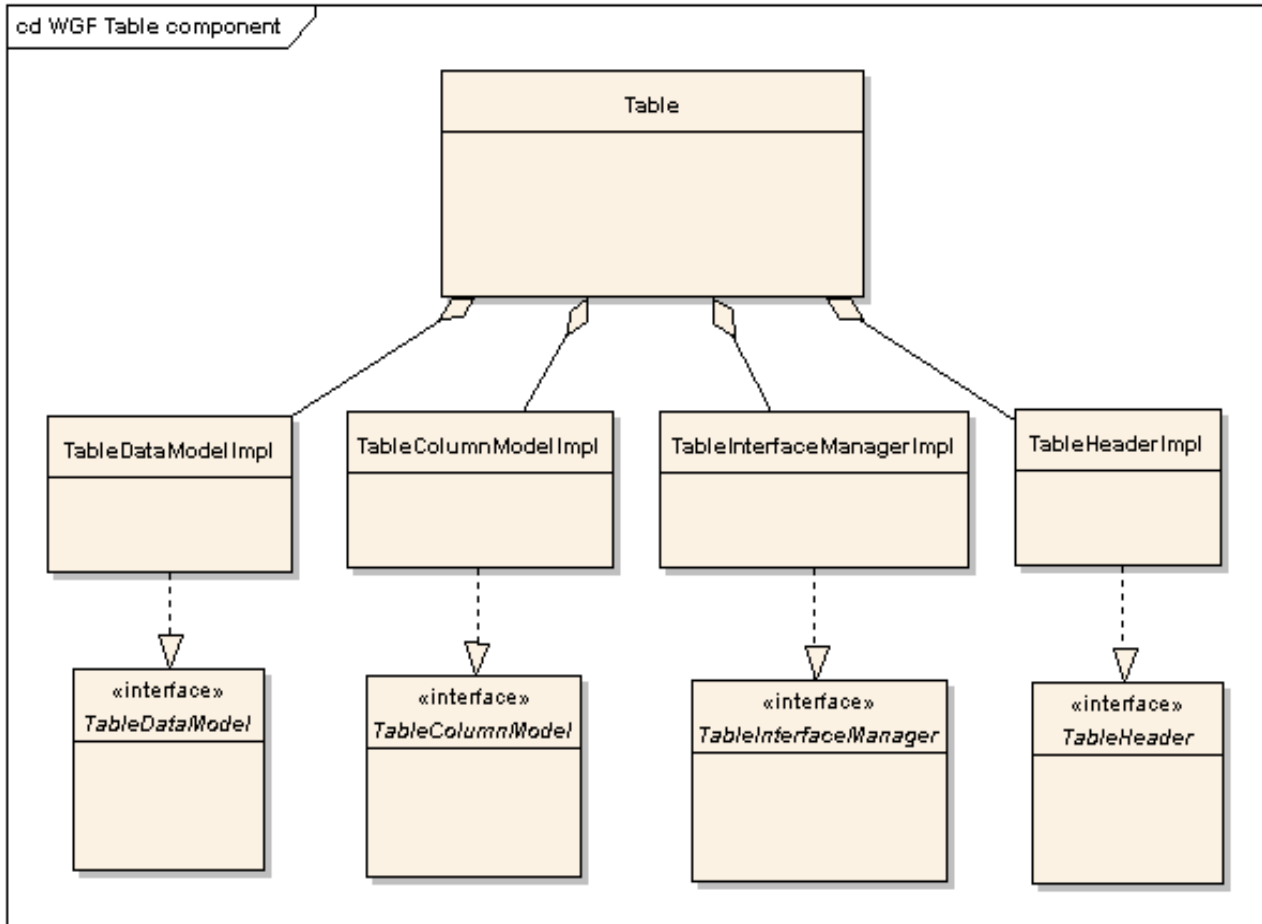 cd WGF Table component
Table
TableDataModelImpl
TableColumnModelImpl
TableInterfaceManagerImpl
TableHeaderImpl
«interface»
TableDataModel
«interface»
TableColumnModel
«interface»
TableInterfaceManager
«interface»
TableHeader